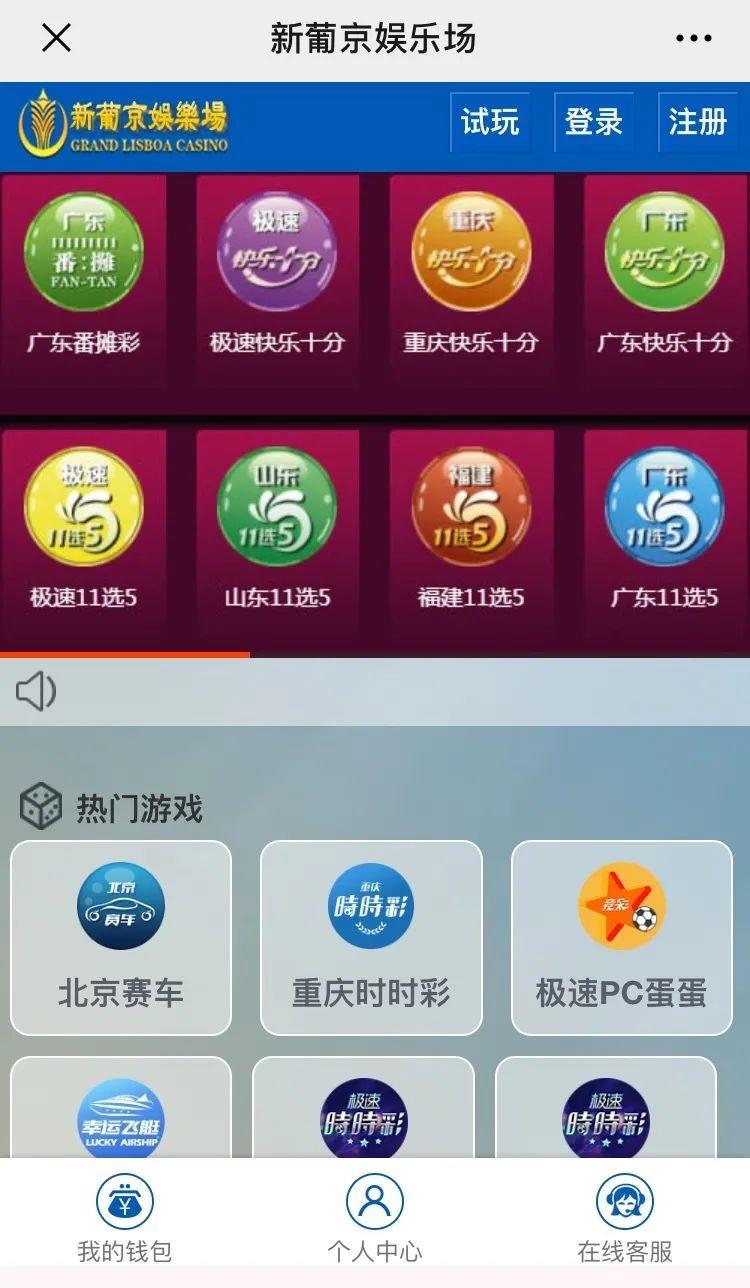 新葡京娱乐场
新葡京娱樂場
GRAND LISBOA CASINO
试玩
登录
注册
广东
番:攤
FAN-TAN
极速
快乐十分
重庆
快乐十分
广东
快乐十分
广东番摊彩
极速快乐十分
重庆快乐十分
广东快乐十分
极速
11选5
山东
11选5
福建
11选5
广东
11选5
极速11选5
山东11选5
福建11选5
广东11选5
热门游戏
北京
赛车
重庆
時時彩
竞彩
北京赛车
重庆时时彩
极速PC蛋蛋
幸运飞艇
LUCKY AIRSHIP
极速
時時彩
极速
時時彩
我的钱包
个人中心
在线客服